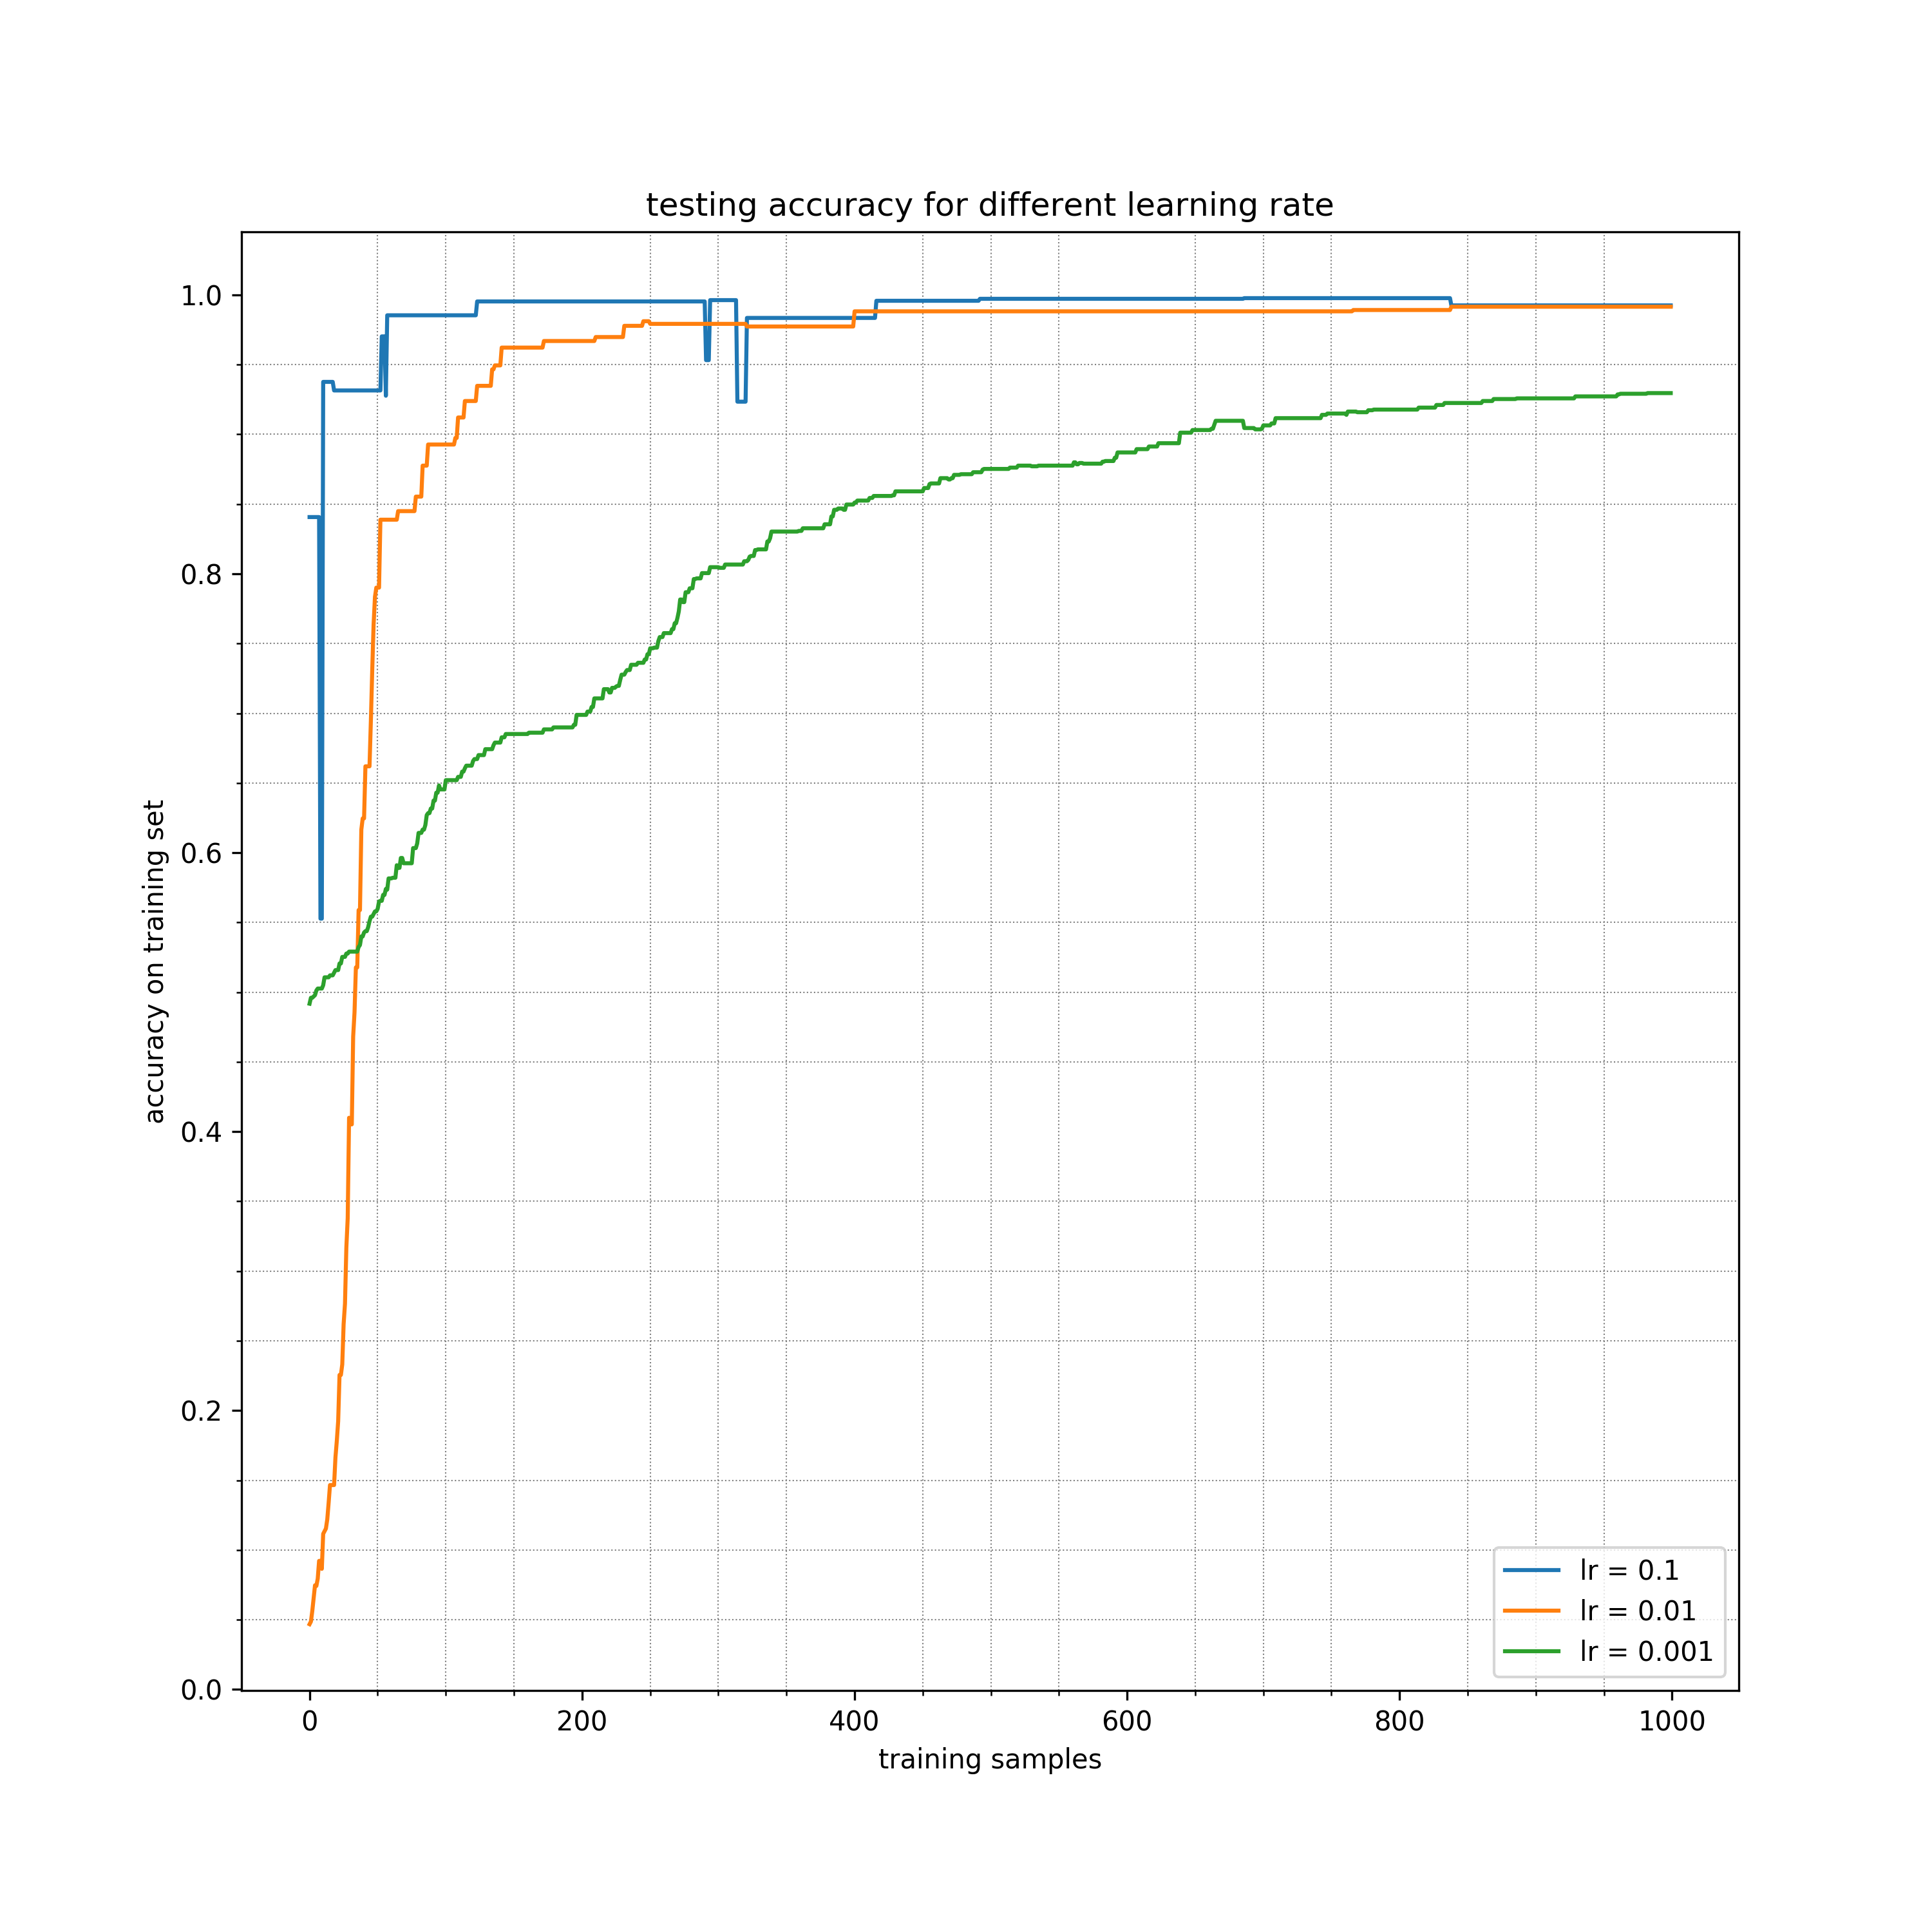 testing accuracy for different learning rate
1.0
0.8
0.6
0.4
0.2
0.0
accuracy on training set
0 200 400 600 800 1000
training samples
lr = 0.1
lr = 0.01
lr = 0.001